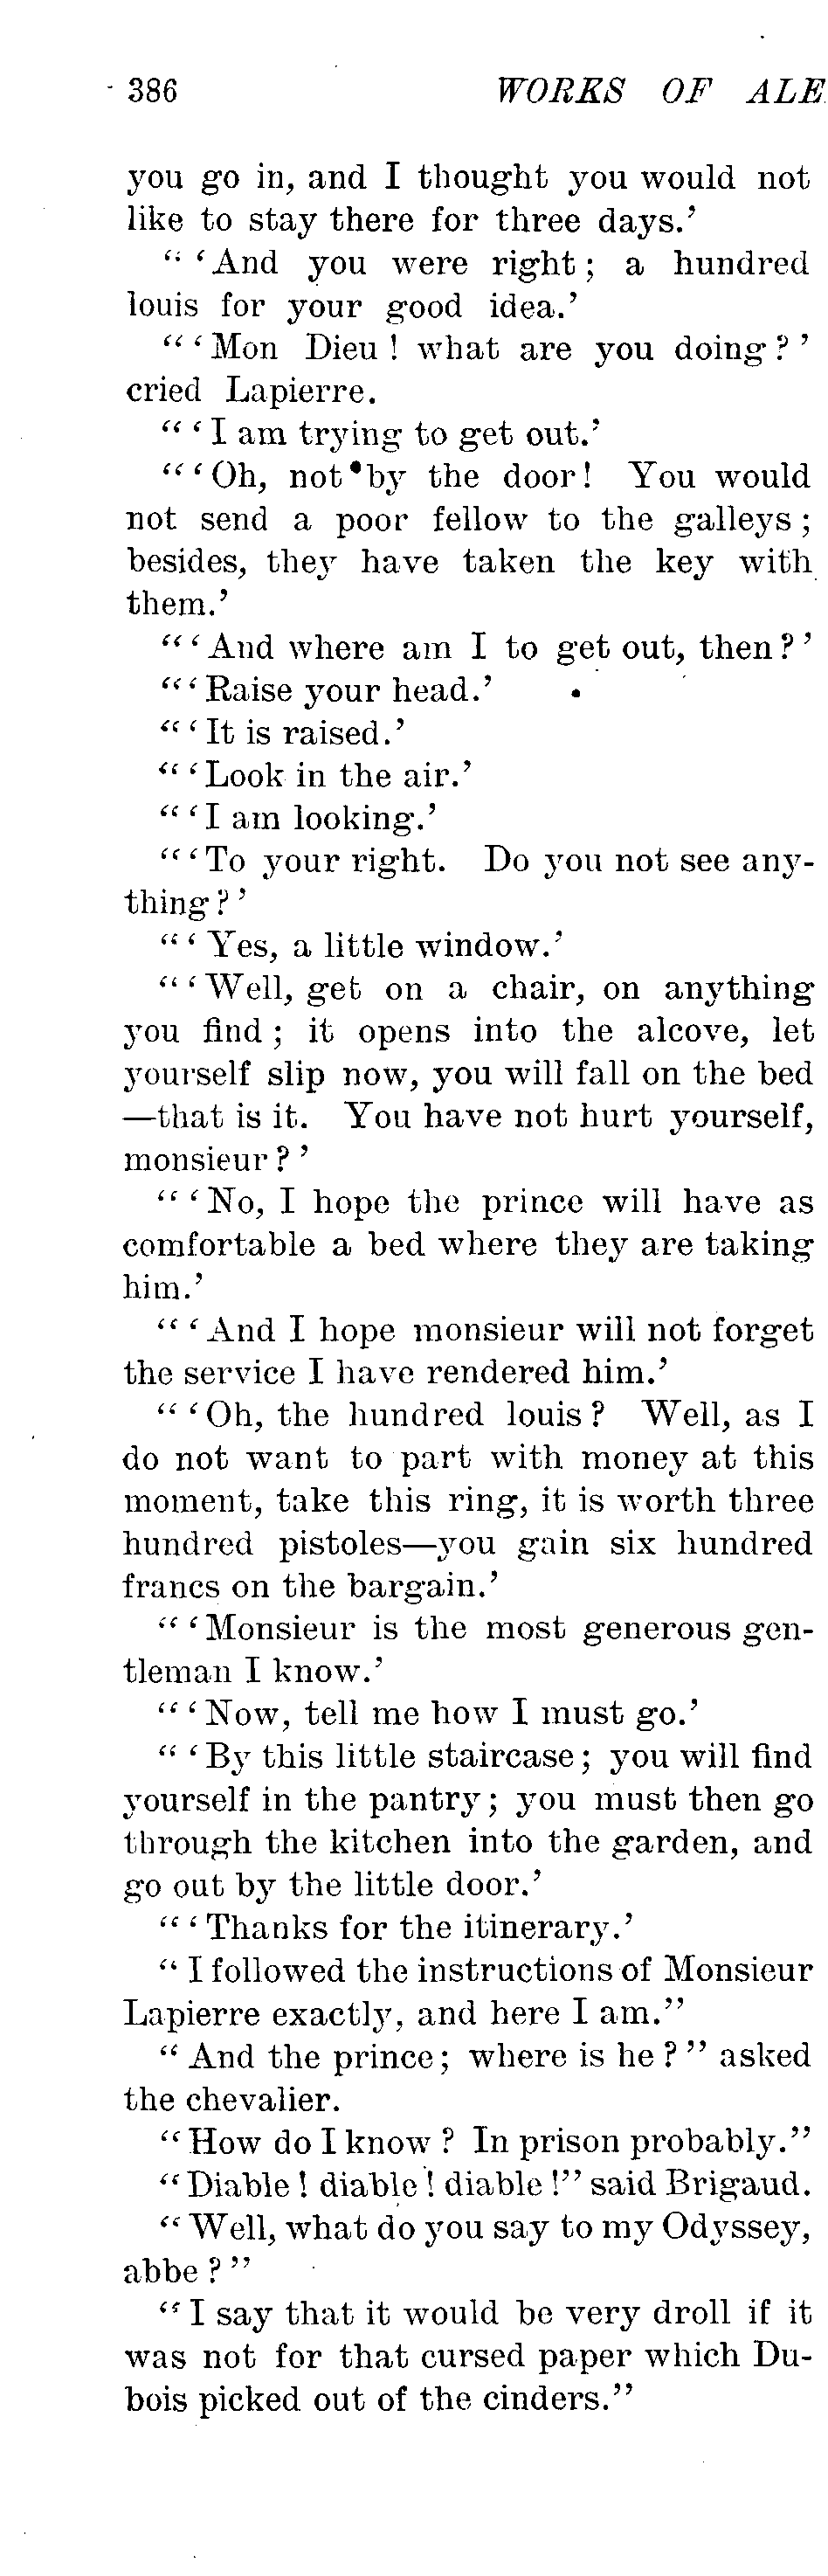 386 WORKS OF ALE
you go in, and I thought you would not
like to stay there for three days.’
“ ‘And you were right; a hundred
louis for your good idea.’
“ ‘Mon Dieu! what are you doing?’
cried Lapierre.
“ ‘I am trying to get out.’
“ ‘Oh, not by the door! You would
not send a poor fellow to the galleys;
besides, they have taken the key with
them.’
“ ‘And where am I to get out, then?’
“ ‘Raise your head.’
“ ‘It is raised.’
“ ‘Look in the air.’
“ ‘I am looking.’
“ ‘To your right. Do you not see any-
thing?’
“ ‘Yes, a little window.’
“ ‘Well, get on a chair, on anything
you find; it opens into the alcove, let
yourself slip now, you will fall on the bed
—that is it. You have not hurt yourself,
monsieur?’
“ ‘No, I hope the prince will have as
comfortable a bed where they are taking
him.’
“ ‘And I hope monsieur will not forget
the service I have rendered him.’
“ ‘Oh, the hundred louis? Well, as I
do not want to part with money at this
moment, take this ring, it is worth three
hundred pistoles—you gain six hundred
francs on the bargain.’
“ ‘Monsieur is the most generous gen-
tleman I know.’
“ ‘Now, tell me how I must go.’
“ ‘By this little staircase; you will find
yourself in the pantry; you must then go
through the kitchen into the garden, and
go out by the little door.’
“ ‘Thanks for the itinerary.’
“ I followed the instructions of Monsieur
Lapierre exactly, and here I am.”
“ And the prince; where is he?” asked
the chevalier.
“ How do I know? In prison probably.”
“ Diable! diable! diable!” said Brigaud.
“ Well, what do you say to my Odyssey,
abbe?”
“ I say that it would be very droll if it
was not for that cursed paper which Du-
bois picked out of the cinders.”